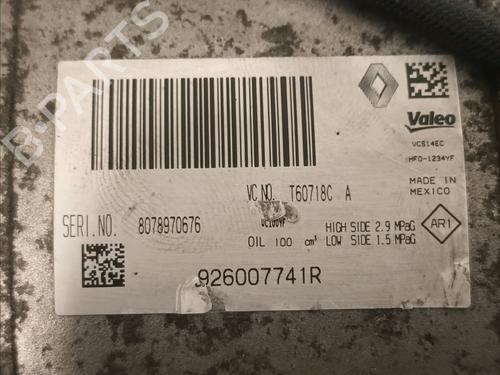 B-PARTS
Valeo
VCS14EC
HFO-1234YF
VC NO. T60718C A
MADE IN
MEXICO
SERI.NO. 8078970676
HIGH SIDE 2.9 MPaG
OIL 100 cm³ LOW SIDE 1.5 MPaG
AR1
926007741R